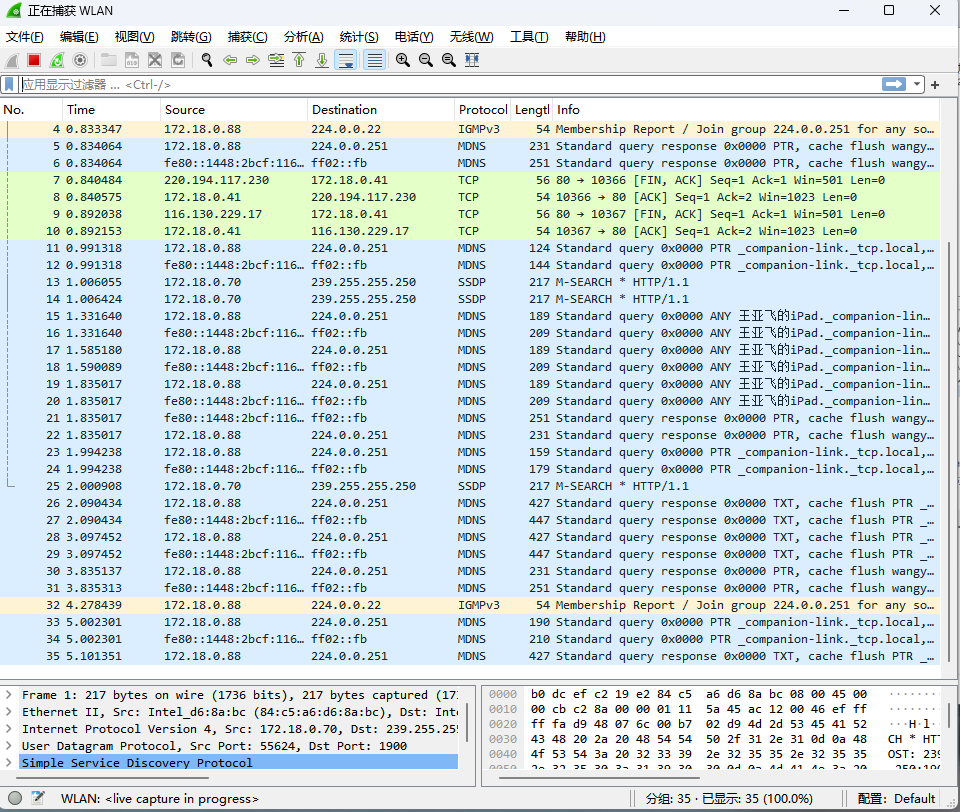 正在捕获 WLAN
文件(F) 编辑(E) 视图(V) 跳转(G) 捕获(C) 分析(A) 统计(S) 电话(Y) 无线(W) 工具(T) 帮助(H)
应用显示过滤器 … <Ctrl-/>
No. Time Source Destination Protocol Lengtl Info
4 0.833347 172.18.0.88 224.0.0.22 IGMPv3 54 Membership Report / Join group 224.0.0.251 for any so…
5 0.834064 172.18.0.88 224.0.0.251 MDNS 231 Standard query response 0x0000 PTR, cache flush wangy…
6 0.834064 fe80::1448:2bcf:116… ff02::fb MDNS 251 Standard query response 0x0000 PTR, cache flush wangy…
7 0.840484 220.194.117.230 172.18.0.41 TCP 56 80 → 10366 [FIN, ACK] Seq=1 Ack=1 Win=501 Len=0
8 0.840575 172.18.0.41 220.194.117.230 TCP 54 10366 → 80 [ACK] Seq=1 Ack=2 Win=1023 Len=0
9 0.892038 116.130.229.17 172.18.0.41 TCP 56 80 → 10367 [FIN, ACK] Seq=1 Ack=1 Win=501 Len=0
10 0.892153 172.18.0.41 116.130.229.17 TCP 54 10367 → 80 [ACK] Seq=1 Ack=2 Win=1023 Len=0
11 0.991318 172.18.0.88 224.0.0.251 MDNS 124 Standard query 0x0000 PTR _companion-link._tcp.local,…
12 0.991318 fe80::1448:2bcf:116… ff02::fb MDNS 144 Standard query 0x0000 PTR _companion-link._tcp.local,…
13 1.006055 172.18.0.70 239.255.255.250 SSDP 217 M-SEARCH * HTTP/1.1
14 1.006424 172.18.0.70 239.255.255.250 SSDP 217 M-SEARCH * HTTP/1.1
15 1.331640 172.18.0.88 224.0.0.251 MDNS 189 Standard query 0x0000 ANY 王亚飞的iPad._companion-lin…
16 1.331640 fe80::1448:2bcf:116… ff02::fb MDNS 209 Standard query 0x0000 ANY 王亚飞的iPad._companion-lin…
17 1.585180 172.18.0.88 224.0.0.251 MDNS 189 Standard query 0x0000 ANY 王亚飞的iPad._companion-lin…
18 1.590089 fe80::1448:2bcf:116… ff02::fb MDNS 209 Standard query 0x0000 ANY 王亚飞的iPad._companion-lin…
19 1.835017 172.18.0.88 224.0.0.251 MDNS 189 Standard query 0x0000 ANY 王亚飞的iPad._companion-lin…
20 1.835017 fe80::1448:2bcf:116… ff02::fb MDNS 209 Standard query 0x0000 ANY 王亚飞的iPad._companion-lin…
21 1.835017 fe80::1448:2bcf:116… ff02::fb MDNS 251 Standard query response 0x0000 PTR, cache flush wangy…
22 1.835017 172.18.0.88 224.0.0.251 MDNS 231 Standard query response 0x0000 PTR, cache flush wangy…
23 1.994238 172.18.0.88 224.0.0.251 MDNS 159 Standard query 0x0000 PTR _companion-link._tcp.local,…
24 1.994238 fe80::1448:2bcf:116… ff02::fb MDNS 179 Standard query 0x0000 PTR _companion-link._tcp.local,…
25 2.000908 172.18.0.70 239.255.255.250 SSDP 217 M-SEARCH * HTTP/1.1
26 2.090434 172.18.0.88 224.0.0.251 MDNS 427 Standard query response 0x0000 TXT, cache flush PTR _…
27 2.090434 fe80::1448:2bcf:116… ff02::fb MDNS 447 Standard query response 0x0000 TXT, cache flush PTR _…
28 3.097452 172.18.0.88 224.0.0.251 MDNS 427 Standard query response 0x0000 TXT, cache flush PTR _…
29 3.097452 fe80::1448:2bcf:116… ff02::fb MDNS 447 Standard query response 0x0000 TXT, cache flush PTR _…
30 3.835137 172.18.0.88 224.0.0.251 MDNS 231 Standard query response 0x0000 PTR, cache flush wangy…
31 3.835313 fe80::1448:2bcf:116… ff02::fb MDNS 251 Standard query response 0x0000 PTR, cache flush wangy…
32 4.278439 172.18.0.88 224.0.0.22 IGMPv3 54 Membership Report / Join group 224.0.0.251 for any so…
33 5.002301 172.18.0.88 224.0.0.251 MDNS 190 Standard query 0x0000 PTR _companion-link._tcp.local,…
34 5.002301 fe80::1448:2bcf:116… ff02::fb MDNS 210 Standard query 0x0000 PTR _companion-link._tcp.local,…
35 5.101351 172.18.0.88 224.0.0.251 MDNS 427 Standard query response 0x0000 TXT, cache flush PTR _…
Frame 1: 217 bytes on wire (1736 bits), 217 bytes captured (17
Ethernet II, Src: Intel_d6:8a:bc (84:c5:a6:d6:8a:bc), Dst: Int
Internet Protocol Version 4, Src: 172.18.0.70, Dst: 239.255.25
User Datagram Protocol, Src Port: 55624, Dst Port: 1900
Simple Service Discovery Protocol
0000 b0 dc ef c2 19 e2 84 c5 a6 d6 8a bc 08 00 45 00 ········
0010 00 cb c2 8a 00 00 01 11 5a 45 ac 12 00 46 ef ff ········
0020 ff fa d9 48 07 6c 00 b7 02 d9 4d 2d 53 45 41 52 ···H·l··
0030 43 48 20 2a 20 48 54 54 50 2f 31 2e 31 0d 0a 48 CH * HT
0040 4f 53 54 3a 20 32 33 39 2e 32 35 35 2e 32 35 35 OST: 239
0050 2e 32 35 30 3a 31 39 30 30 0d 0a 4d 41 4e 3a 20 .250:190
WLAN: <live capture in progress> 分组: 35 · 已显示: 35 (100.0%) 配置: Default